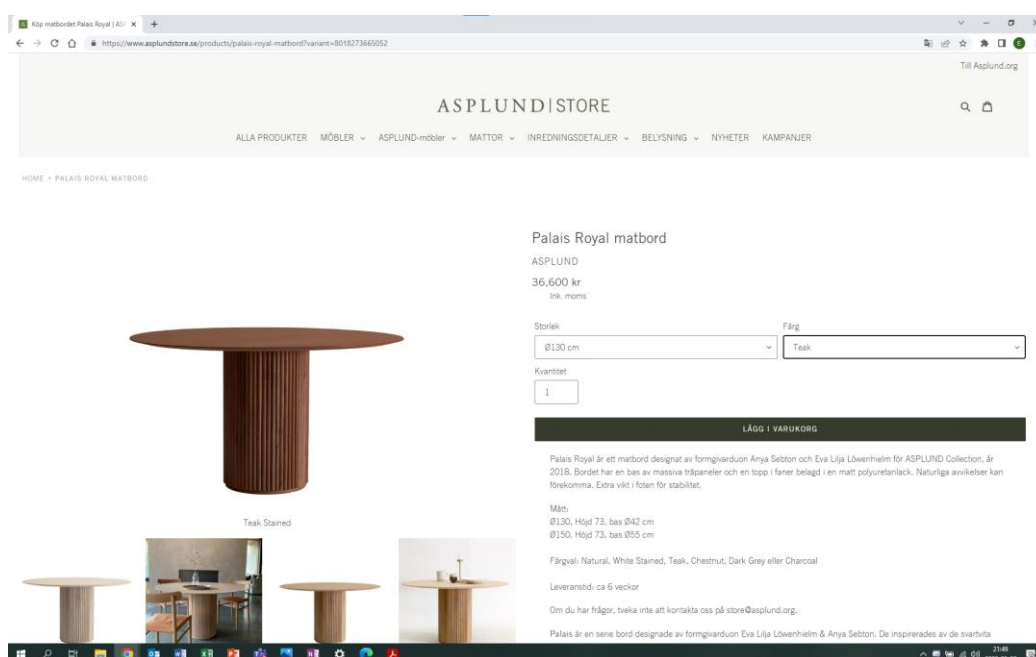 Köp matbordet Palais Royal | AS
https://www.asplundstore.se/products/palais-royal-matbord?variant=8018273665052
Till Asplund.org
ASPLUND|STORE
ALLA PRODUKTER MÖBLER ASPLUND-möbler MATTOR INREDNINGSDETALJER BELYSNING NYHETER KAMPANJER
HOME • PALAIS ROYAL MATBORD
Palais Royal matbord
ASPLUND
36,600 kr
Ink. moms
Storlek Färg
Ø130 cm Teak
Kvantitet
1
LÄGG I VARUKORG
Palais Royal är ett matbord designat av formgivarduon Anya Sebton och Eva Lilja Löwenhielm för ASPLUND Collection, år
2018. Bordet har en bas av massiva träpaneler och en topp i faner belagd i en matt polyuretanlack. Naturliga avvikelser kan
förekomma. Extra vikt i foten för stabilitet.
Mått:
Ø130, Höjd 73, bas Ø42 cm
Ø150, Höjd 73, bas Ø55 cm
Färgval: Natural, White Stained, Teak, Chestnut, Dark Grey eller Charcoal
Leveranstid: ca 6 veckor
Om du har frågor, tveka inte att kontakta oss på store@asplund.org.
Palais är en serie bord designade av formgivarduon Eva Lilja Löwenhielm & Anya Sebton. De inspirerades av de svartvita
Teak Stained
21:49